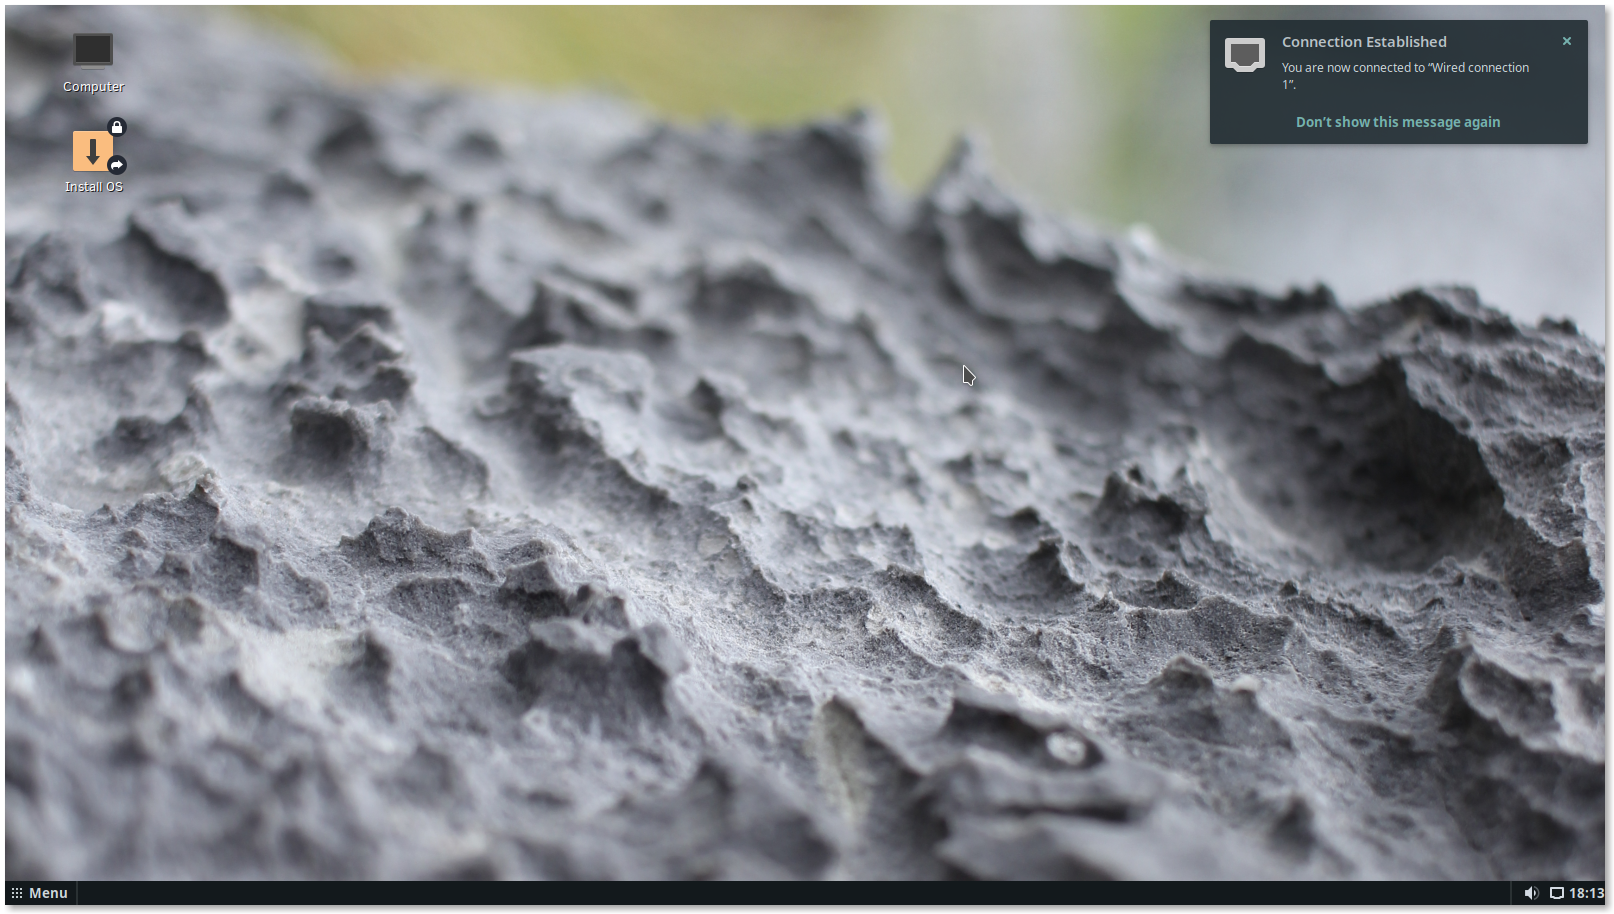 Computer
Install OS
Connection Established
You are now connected to “Wired connection
1”.
Don’t show this message again
Menu
18:13